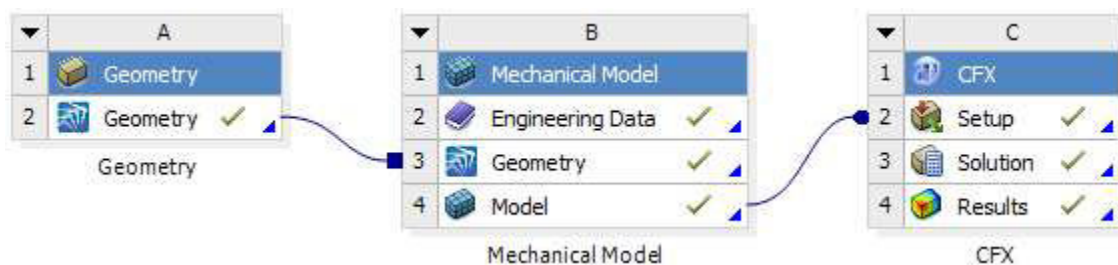 A
1 Geometry
2 Geometry
Geometry
B
1 Mechanical Model
2 Engineering Data
3 Geometry
4 Model
Mechanical Model
C
1 CFX
2 Setup
3 Solution
4 Results
CFX